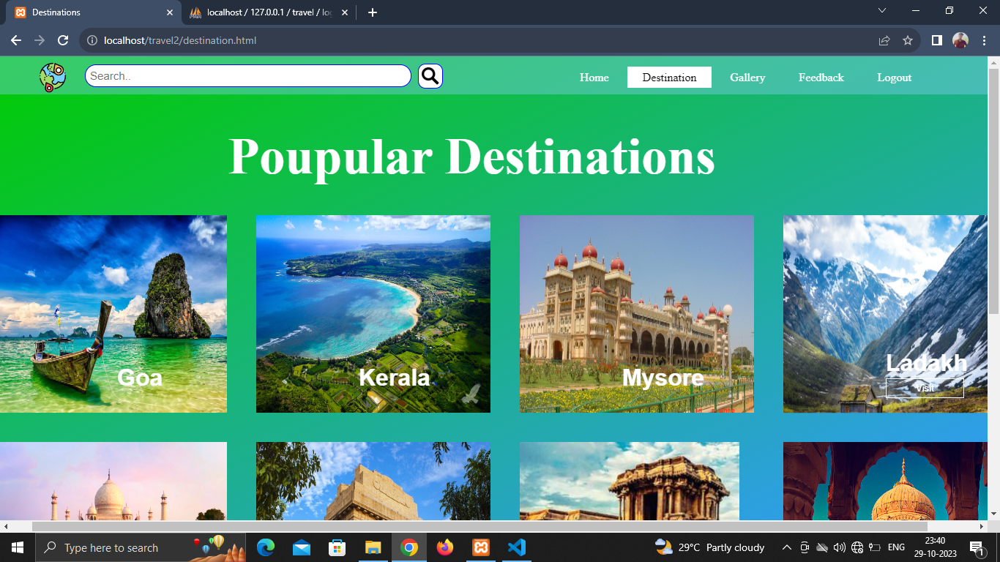 Destinations
localhost / 127.0.0.1 / travel / lo
localhost/travel2/destination.html
Search..
Home Destination Gallery Feedback Logout
Poupular Destinations
Goa
Kerala
Mysore
Ladakh
Visit
Type here to search
29°C Partly cloudy
ENG
23:40
29-10-2023
1